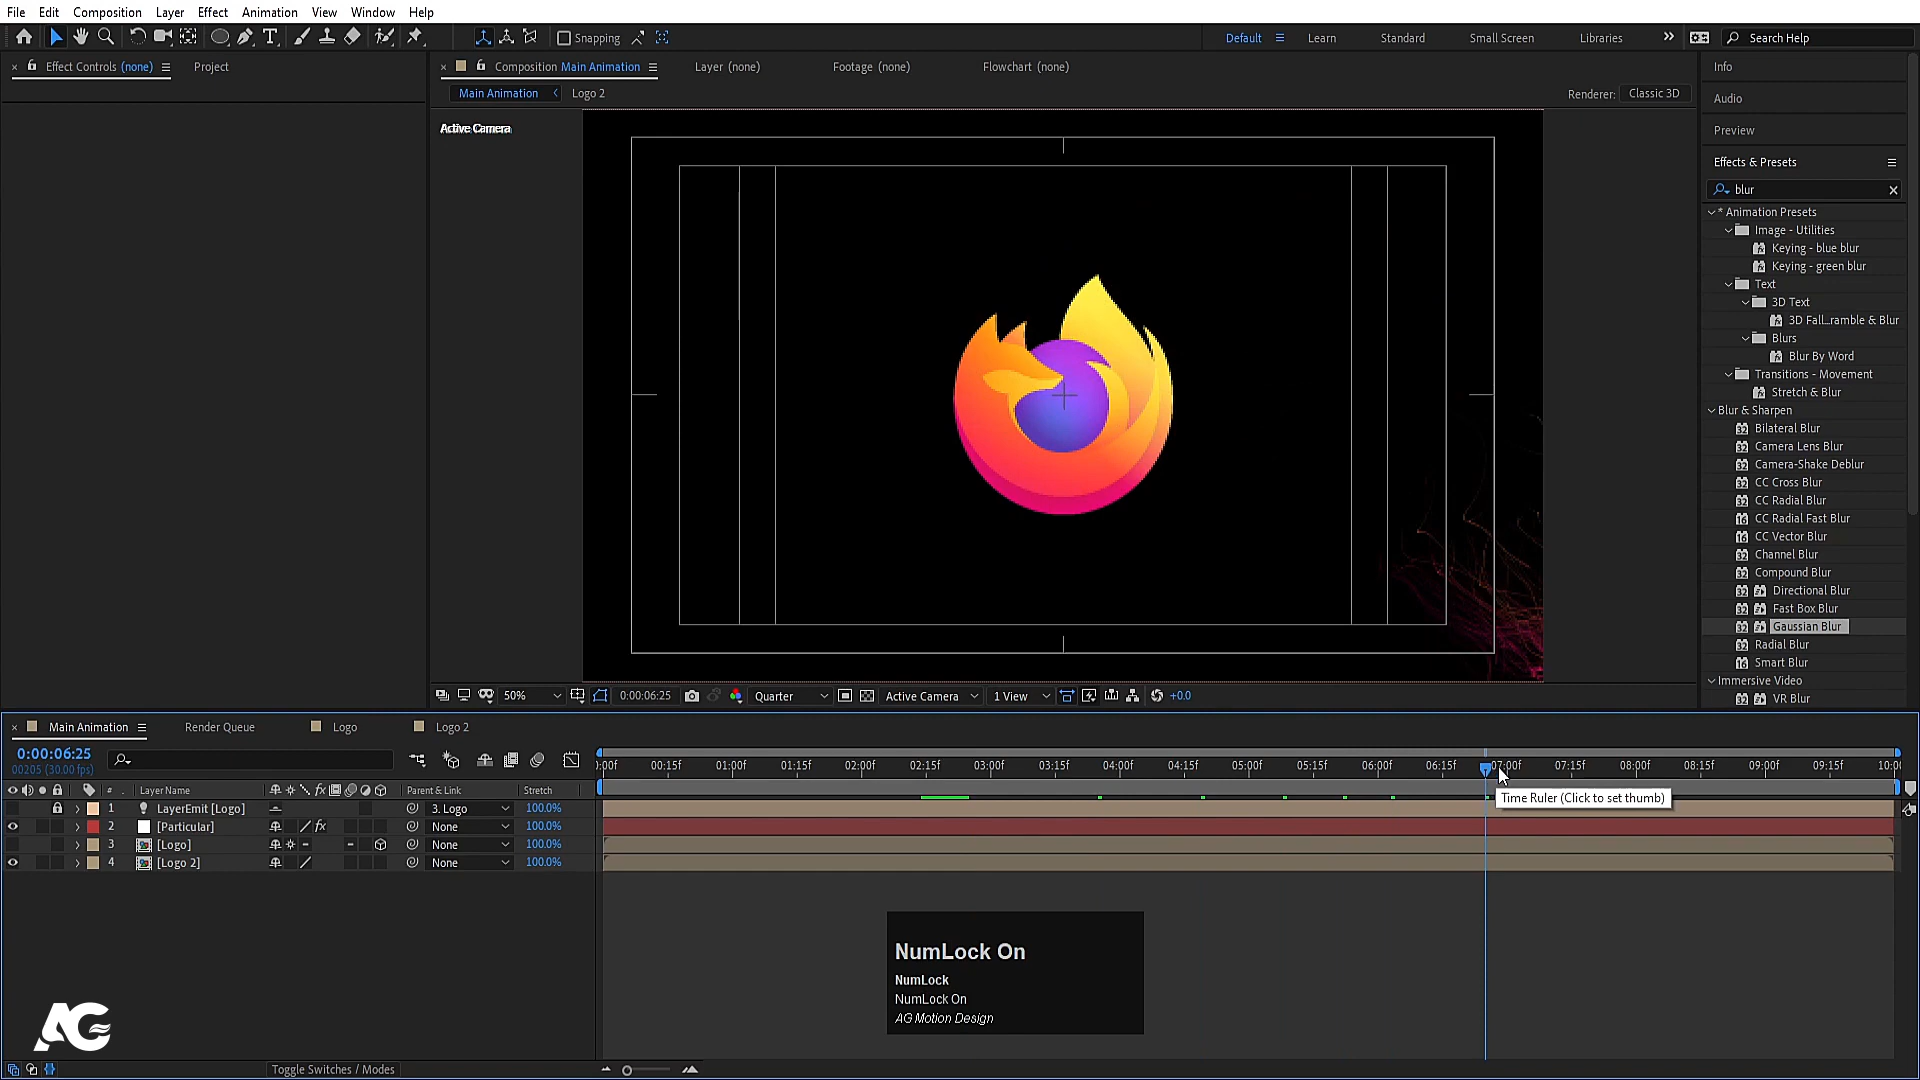 File Edit Composition Layer Effect Animation View Window Help
Snapping
Default Learn Standard Small Screen Libraries Search Help
Effect Controls (none) Project
Composition Main Animation Layer (none) Footage (none) Flowchart (none)
Main Animation Logo 2
Renderer: Classic 3D
Active Camera
Info
Audio
Preview
Effects & Presets
blur
* Animation Presets
Image - Utilities
Keying - blue blur
Keying - green blur
Text
3D Text
3D Fall...ramble & Blur
Blurs
Blur By Word
Transitions - Movement
Stretch & Blur
Blur & Sharpen
Bilateral Blur
Camera Lens Blur
Camera-Shake Deblur
CC Cross Blur
CC Radial Blur
CC Radial Fast Blur
CC Vector Blur
Channel Blur
Compound Blur
Directional Blur
Fast Box Blur
Gaussian Blur
Radial Blur
Smart Blur
Immersive Video
VR Blur
50% 0:00:06:25 Quarter Active Camera 1 View +0.0
Main Animation Render Queue Logo Logo 2
0:00:06:25
00205 (30.00 fps)
:00f 00:15f 01:00f 01:15f 02:00f 02:15f 03:00f 03:15f 04:00f 04:15f 05:00f 05:15f 06:00f 06:15f 07:00f 07:15f 08:00f 08:15f 09:00f 09:15f 10:00
# Layer Name Parent & Link Stretch
1 LayerEmit [Logo] 3. Logo 100.0%
2 [Particular] None 100.0%
3 [Logo] None 100.0%
4 [Logo 2] None 100.0%
Time Ruler (Click to set thumb)
NumLock On
NumLock
NumLock On
AG Motion Design
AG
Toggle Switches / Modes